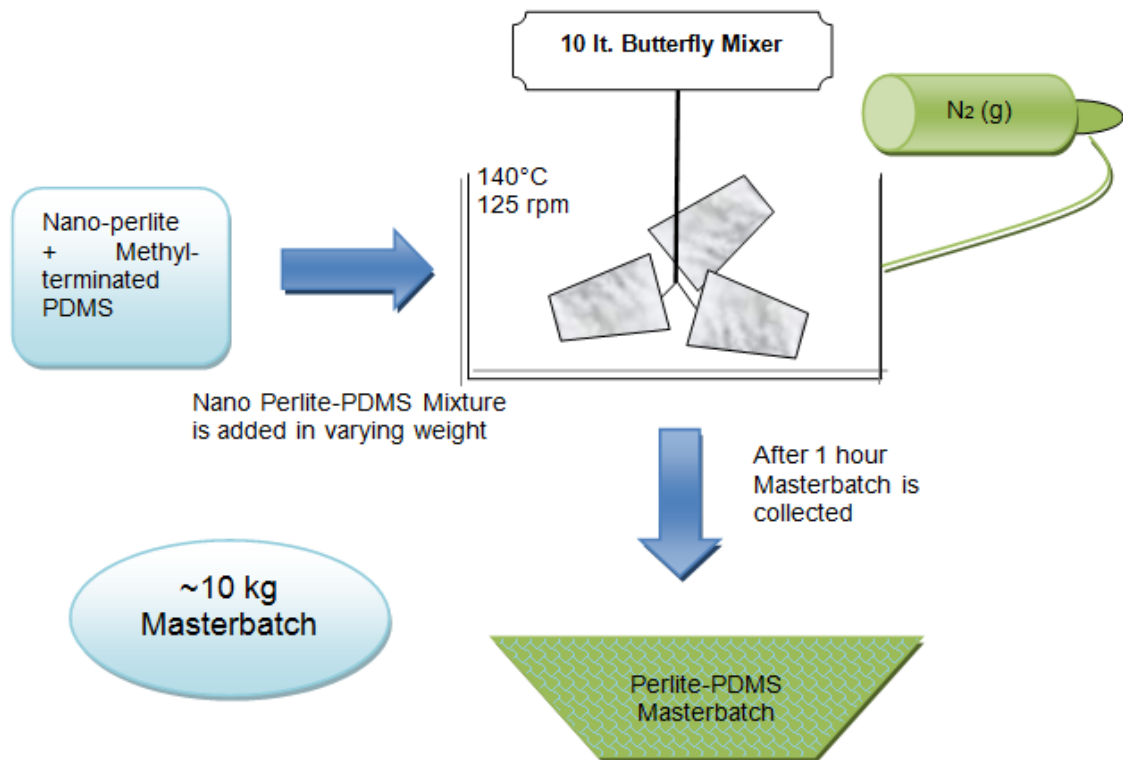 10 lt. Butterfly Mixer
N2 (g)
140°C
125 rpm
Nano-perlite
+ Methyl-
terminated
PDMS
Nano Perlite-PDMS Mixture
is added in varying weight
After 1 hour
Masterbatch is
collected
~10 kg
Masterbatch
Perlite-PDMS
Masterbatch